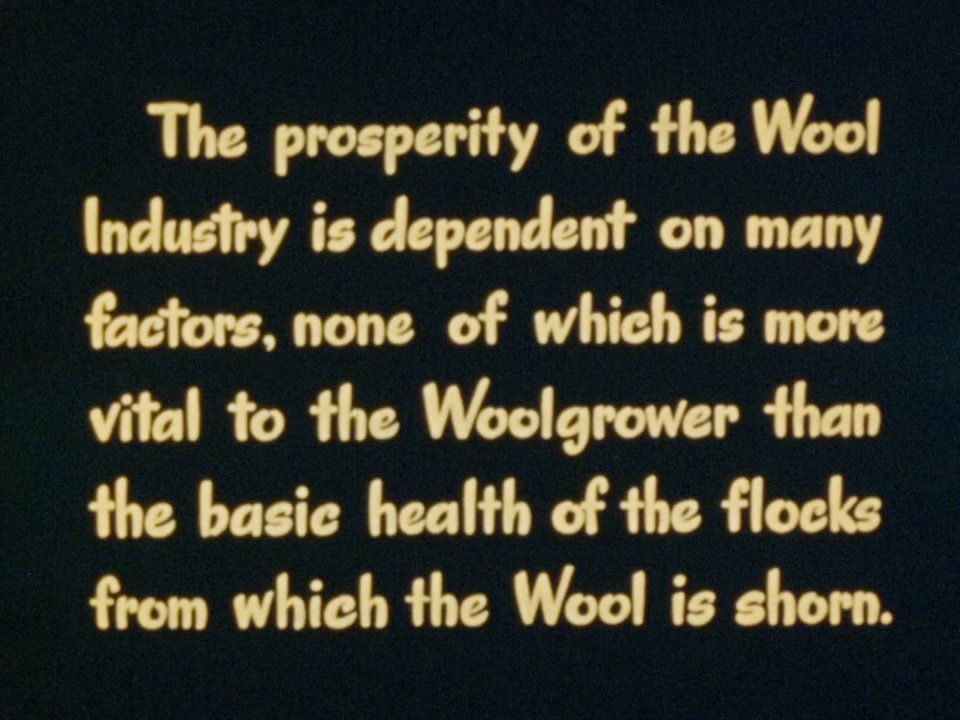 The prosperity of the Wool
Industry is dependent on many
factors, none of which is more
vital to the Woolgrower than
the basic health of the flocks
from which the Wool is shorn.